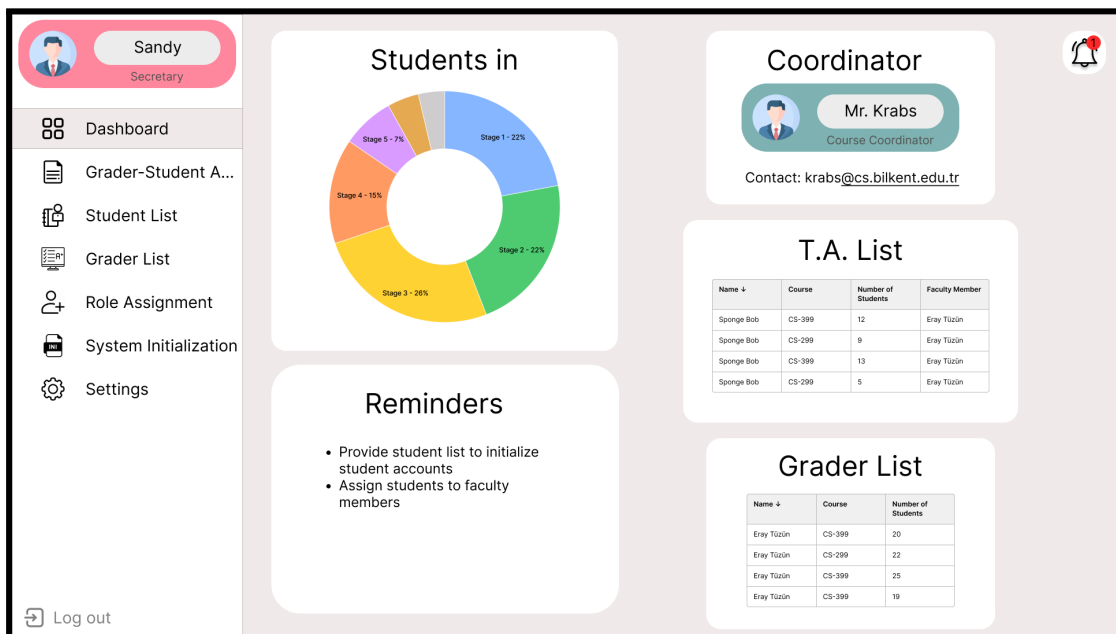 Sandy
Secretary
Dashboard
Grader-Student A...
Student List
Grader List
Role Assignment
INI
System Initialization
Settings
Log out
Students in
Stage 1 - 22%
Stage 2 - 22%
Stage 3 - 26%
Stage 4 - 15%
Stage 5 - 7%
Reminders
• Provide student list to initialize
student accounts
• Assign students to faculty
members
Coordinator
Mr. Krabs
Course Coordinator
Contact: krabs@cs.bilkent.edu.tr
1
T.A. List
Name ↓ Course Number of Students Faculty Member
Sponge Bob CS-399 12 Eray Tüzün
Sponge Bob CS-299 9 Eray Tüzün
Sponge Bob CS-399 13 Eray Tüzün
Sponge Bob CS-299 5 Eray Tüzün
Grader List
Name ↓ Course Number of Students
Eray Tüzün CS-399 20
Eray Tüzün CS-299 22
Eray Tüzün CS-399 25
Eray Tüzün CS-399 19